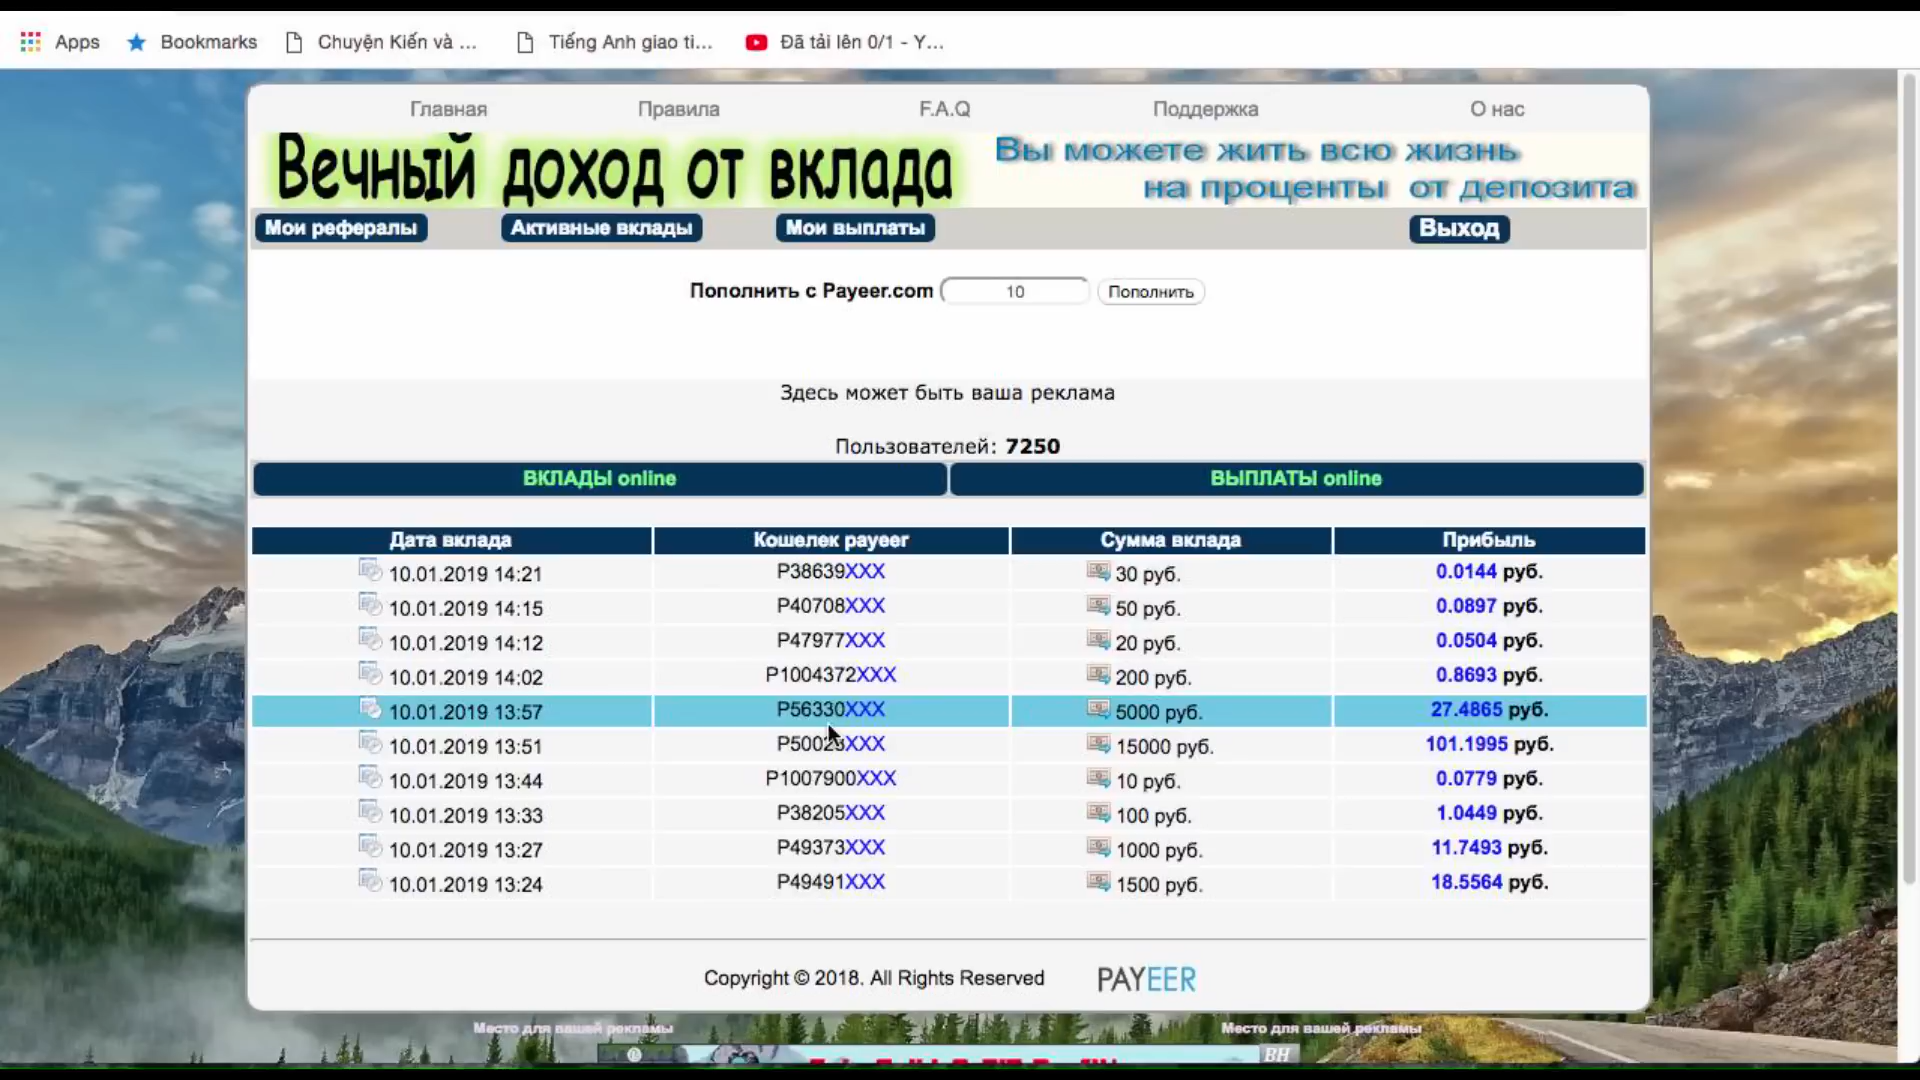 Apps Bookmarks Chuyện Kiến và ... Tiếng Anh giao ti... Đã tải lên 0/1 - Y...
Главная Правила F.A.Q Поддержка О нас
Вечный доход от вклада
Вы можете жить всю жизнь
на проценты от депозита
Мои рефералы Активные вклады Мои выплаты Выход
Пополнить с Payeer.com 10 Пополнить
Здесь может быть ваша реклама
Пользователей: 7250
ВКЛАДЫ online ВЫПЛАТЫ online
Дата вклада Кошелек payeer Сумма вклада Прибыль
10.01.2019 14:21 P38639XXX 30 руб. 0.0144 руб.
10.01.2019 14:15 P40708XXX 50 руб. 0.0897 руб.
10.01.2019 14:12 P47977XXX 20 руб. 0.0504 руб.
10.01.2019 14:02 P1004372XXX 200 руб. 0.8693 руб.
10.01.2019 13:57 P56330XXX 5000 руб. 27.4865 руб.
10.01.2019 13:51 15000 руб. 101.1995 руб.
10.01.2019 13:44 P1007900XXX 10 руб. 0.0779 руб.
10.01.2019 13:33 P38205XXX 100 руб. 1.0449 руб.
10.01.2019 13:27 P49373XXX 1000 руб. 11.7493 руб.
10.01.2019 13:24 P49491XXX 1500 руб. 18.5564 руб.
Copyright © 2018. All Rights Reserved PAYEER
Место для вашей рекламы Место для вашей рекламы
BH